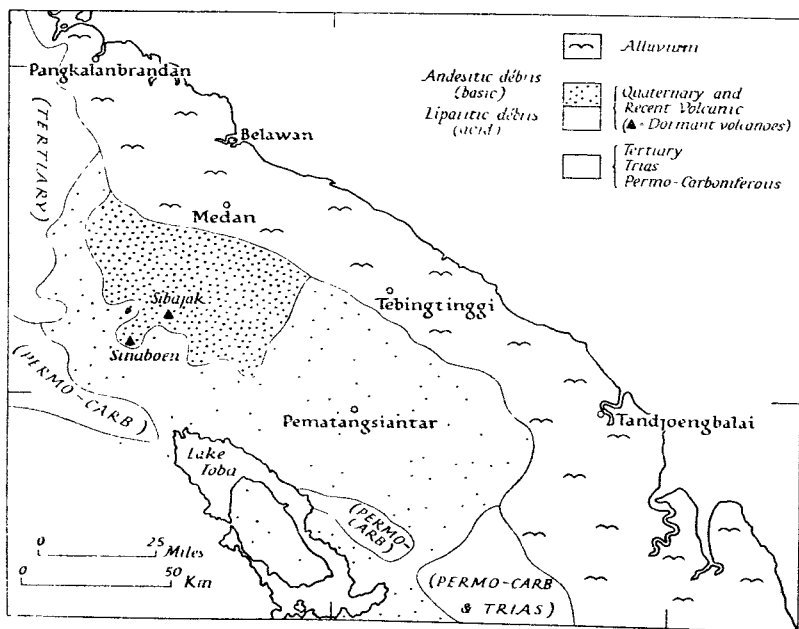 Pangkalanbrandan
(TERTIARY)
Belawan
Medan
Sibajak
Sinaboen
Tebingtinggi
(PERMO-CARB)
Pematangsiantar
Tandjoengbalai
Lake
Toba
(PERMO-
CARB)
(PERMO-CARB
& TRIAS)
0 25 Miles
0 50 Km
Alluvium
Andesitic débris
(basic)
Liparitic débris
(acid)
Quaternary and
Recent Volcanic
(▲-Dormant volcanoes)
Tertiary
Trias
Permo-Carboniferous